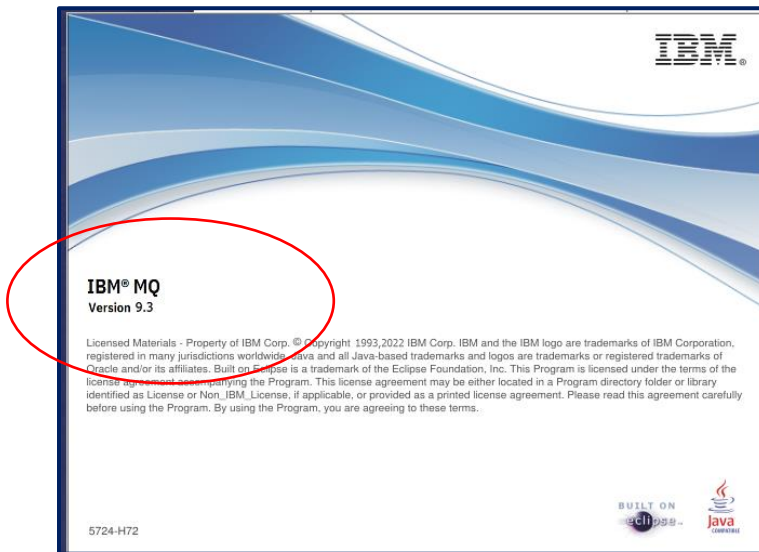 IBM®
IBM® MQ
Version 9.3
Licensed Materials - Property of IBM Corp. © Copyright 1993,2022 IBM Corp. IBM and the IBM logo are trademarks of IBM Corporation,
registered in many jurisdictions worldwide. Java and all Java-based trademarks and logos are trademarks or registered trademarks of
Oracle and/or its affiliates. Built on Eclipse is a trademark of the Eclipse Foundation, Inc. This Program is licensed under the terms of the
license agreement accompanying the Program. This license agreement may be either located in a Program directory folder or library
identified as License or Non_IBM_License, if applicable, or provided as a printed license agreement. Please read this agreement carefully
before using the Program. By using the Program, you are agreeing to these terms.
5724-H72
BUILT ON
eclipse™
Java
COMPATIBLE